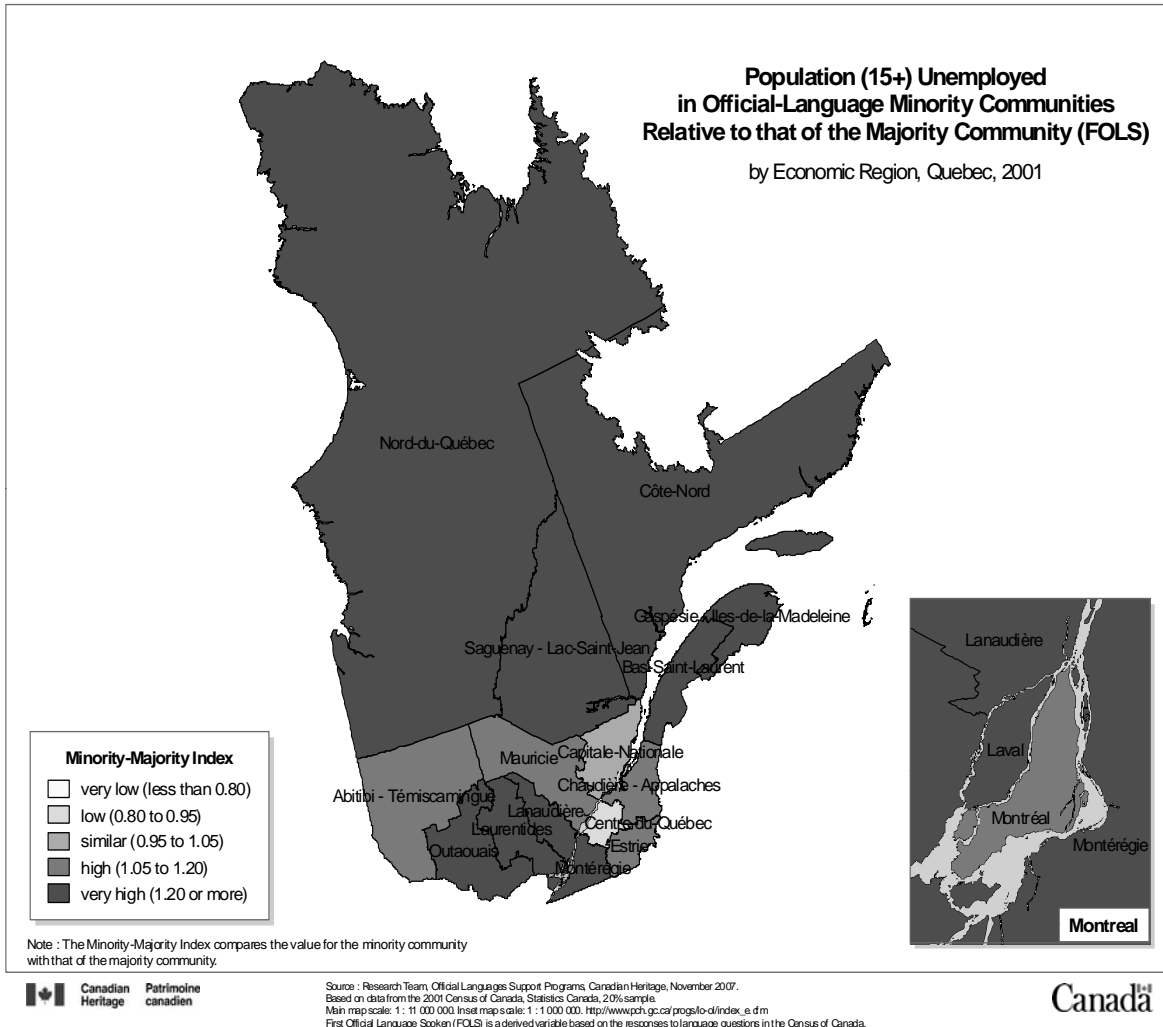 Population (15+) Unemployed
in Official-Language Minority Communities
Relative to that of the Majority Community (FOLS)
by Economic Region, Quebec, 2001
Nord-du-Québec
Côte-Nord
Gaspésie - Iles-de-la-Madeleine
Saguenay - Lac-Saint-Jean
Bas-Saint-Laurent
Mauricie
Capitale-Nationale
Chaudière - Appalaches
Abitibi - Témiscamingue
Lanaudière
Centre-du-Québec
Laurentides
Estrie
Outaouais
Montérégie
Lanaudière
Laval
Montréal
Montérégie
Montreal
Minority-Majority Index
very low (less than 0.80)
low (0.80 to 0.95)
similar (0.95 to 1.05)
high (1.05 to 1.20)
very high (1.20 or more)
Note : The Minority-Majority Index compares the value for the minority community
with that of the majority community.
Canadian Heritage
Patrimoine canadien
Source : Research Team, Official Languages Support Programs, Canadian Heritage, November 2007.
Based on data from the 2001 Census of Canada, Statistics Canada, 20% sample.
Main map scale: 1 : 11 000 000. Inset map scale: 1 : 1 000 000. http://www.pch.gc.ca/progs/lo-ol/index_e.cfm
First Official Language Spoken (FOLS) is a derived variable based on the responses to language questions in the Census of Canada.
Canada